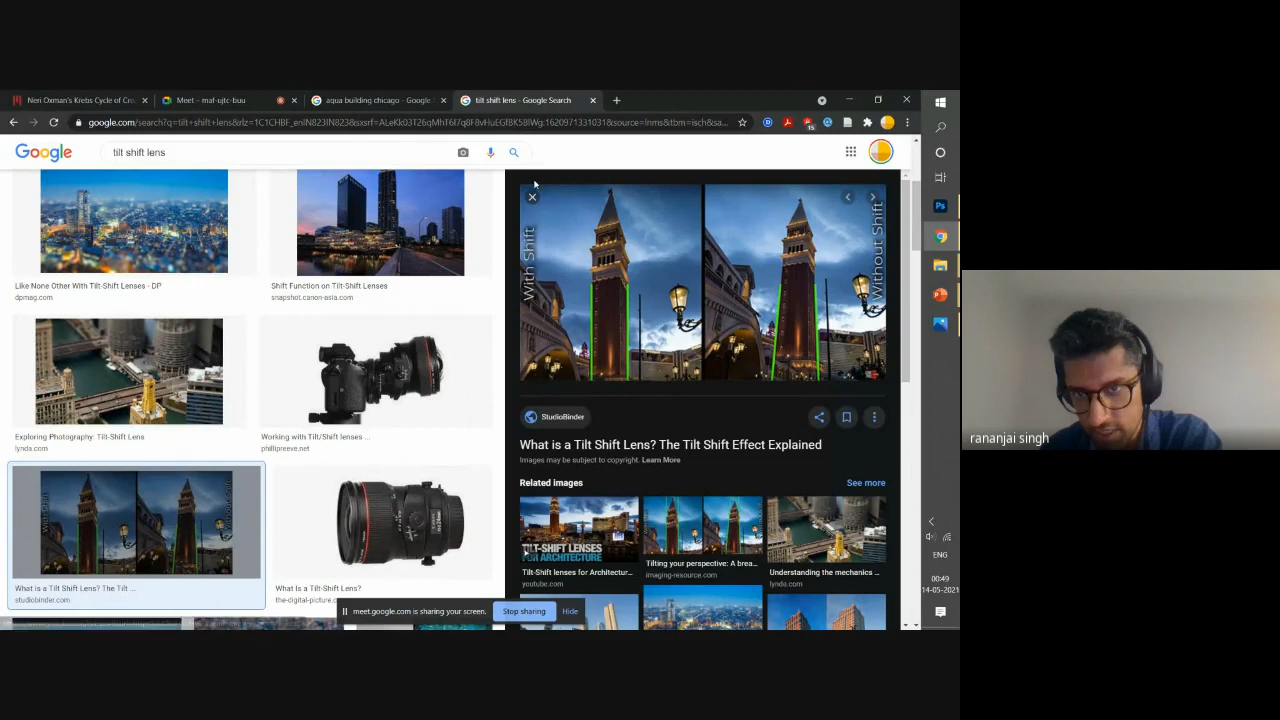 Neri Oxman's Krebs Cycle of Cre
Meet – maf-ujtc-buu
aqua building chicago - Google
tilt shift lens - Google Search
Google
tilt shift lens
15
With Shift
Without Shift
Like None Other With Tilt-Shift Lenses - DP
dpmag.com
Shift Function on Tilt-Shift Lenses
snapshot.canon-asia.com
Exploring Photography: Tilt-Shift Lens
lynda.com
Working with Tilt/Shift lenses ...
phillipreeve.net
StudioBinder
What is a Tilt Shift Lens? The Tilt Shift Effect Explained
Images may be subject to copyright. Learn More
Related images
See more
TILT-SHIFT LENSES
FOR ARCHITECTURE
Tilt-Shift lenses for Architectur...
youtube.com
Tilting your perspective: A brea...
imaging-resource.com
Understanding the mechanics ...
lynda.com
With Shift
Without Shift
What is a Tilt Shift Lens? The Tilt ...
studiobinder.com
What Is a Tilt-Shift Lens?
the-digital-picture.
meet.google.com is sharing your screen.
Stop sharing
Hide
Ps
ENG
00:49
14-05-2021
rananjai singh